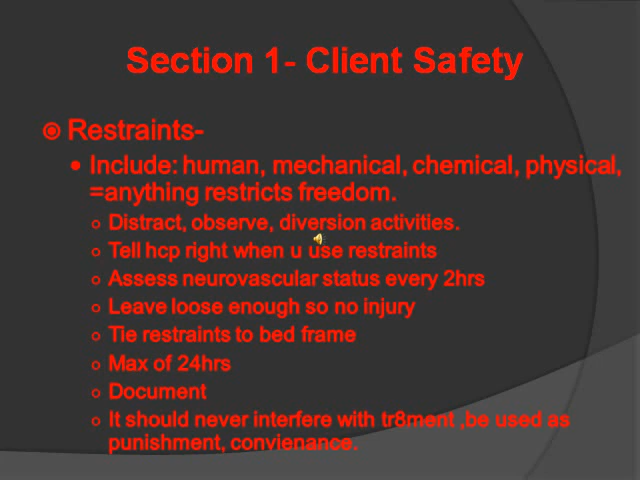 Section 1- Client Safety
Restraints-
Include: human, mechanical, chemical, physical,
=anything restricts freedom.
Distract, observe, diversion activities.
Tell hcp right when u use restraints
Assess neurovascular status every 2hrs
Leave loose enough so no injury
Tie restraints to bed frame
Max of 24hrs
Document
It should never interfere with tr8ment ,be used as
punishment, convienance.